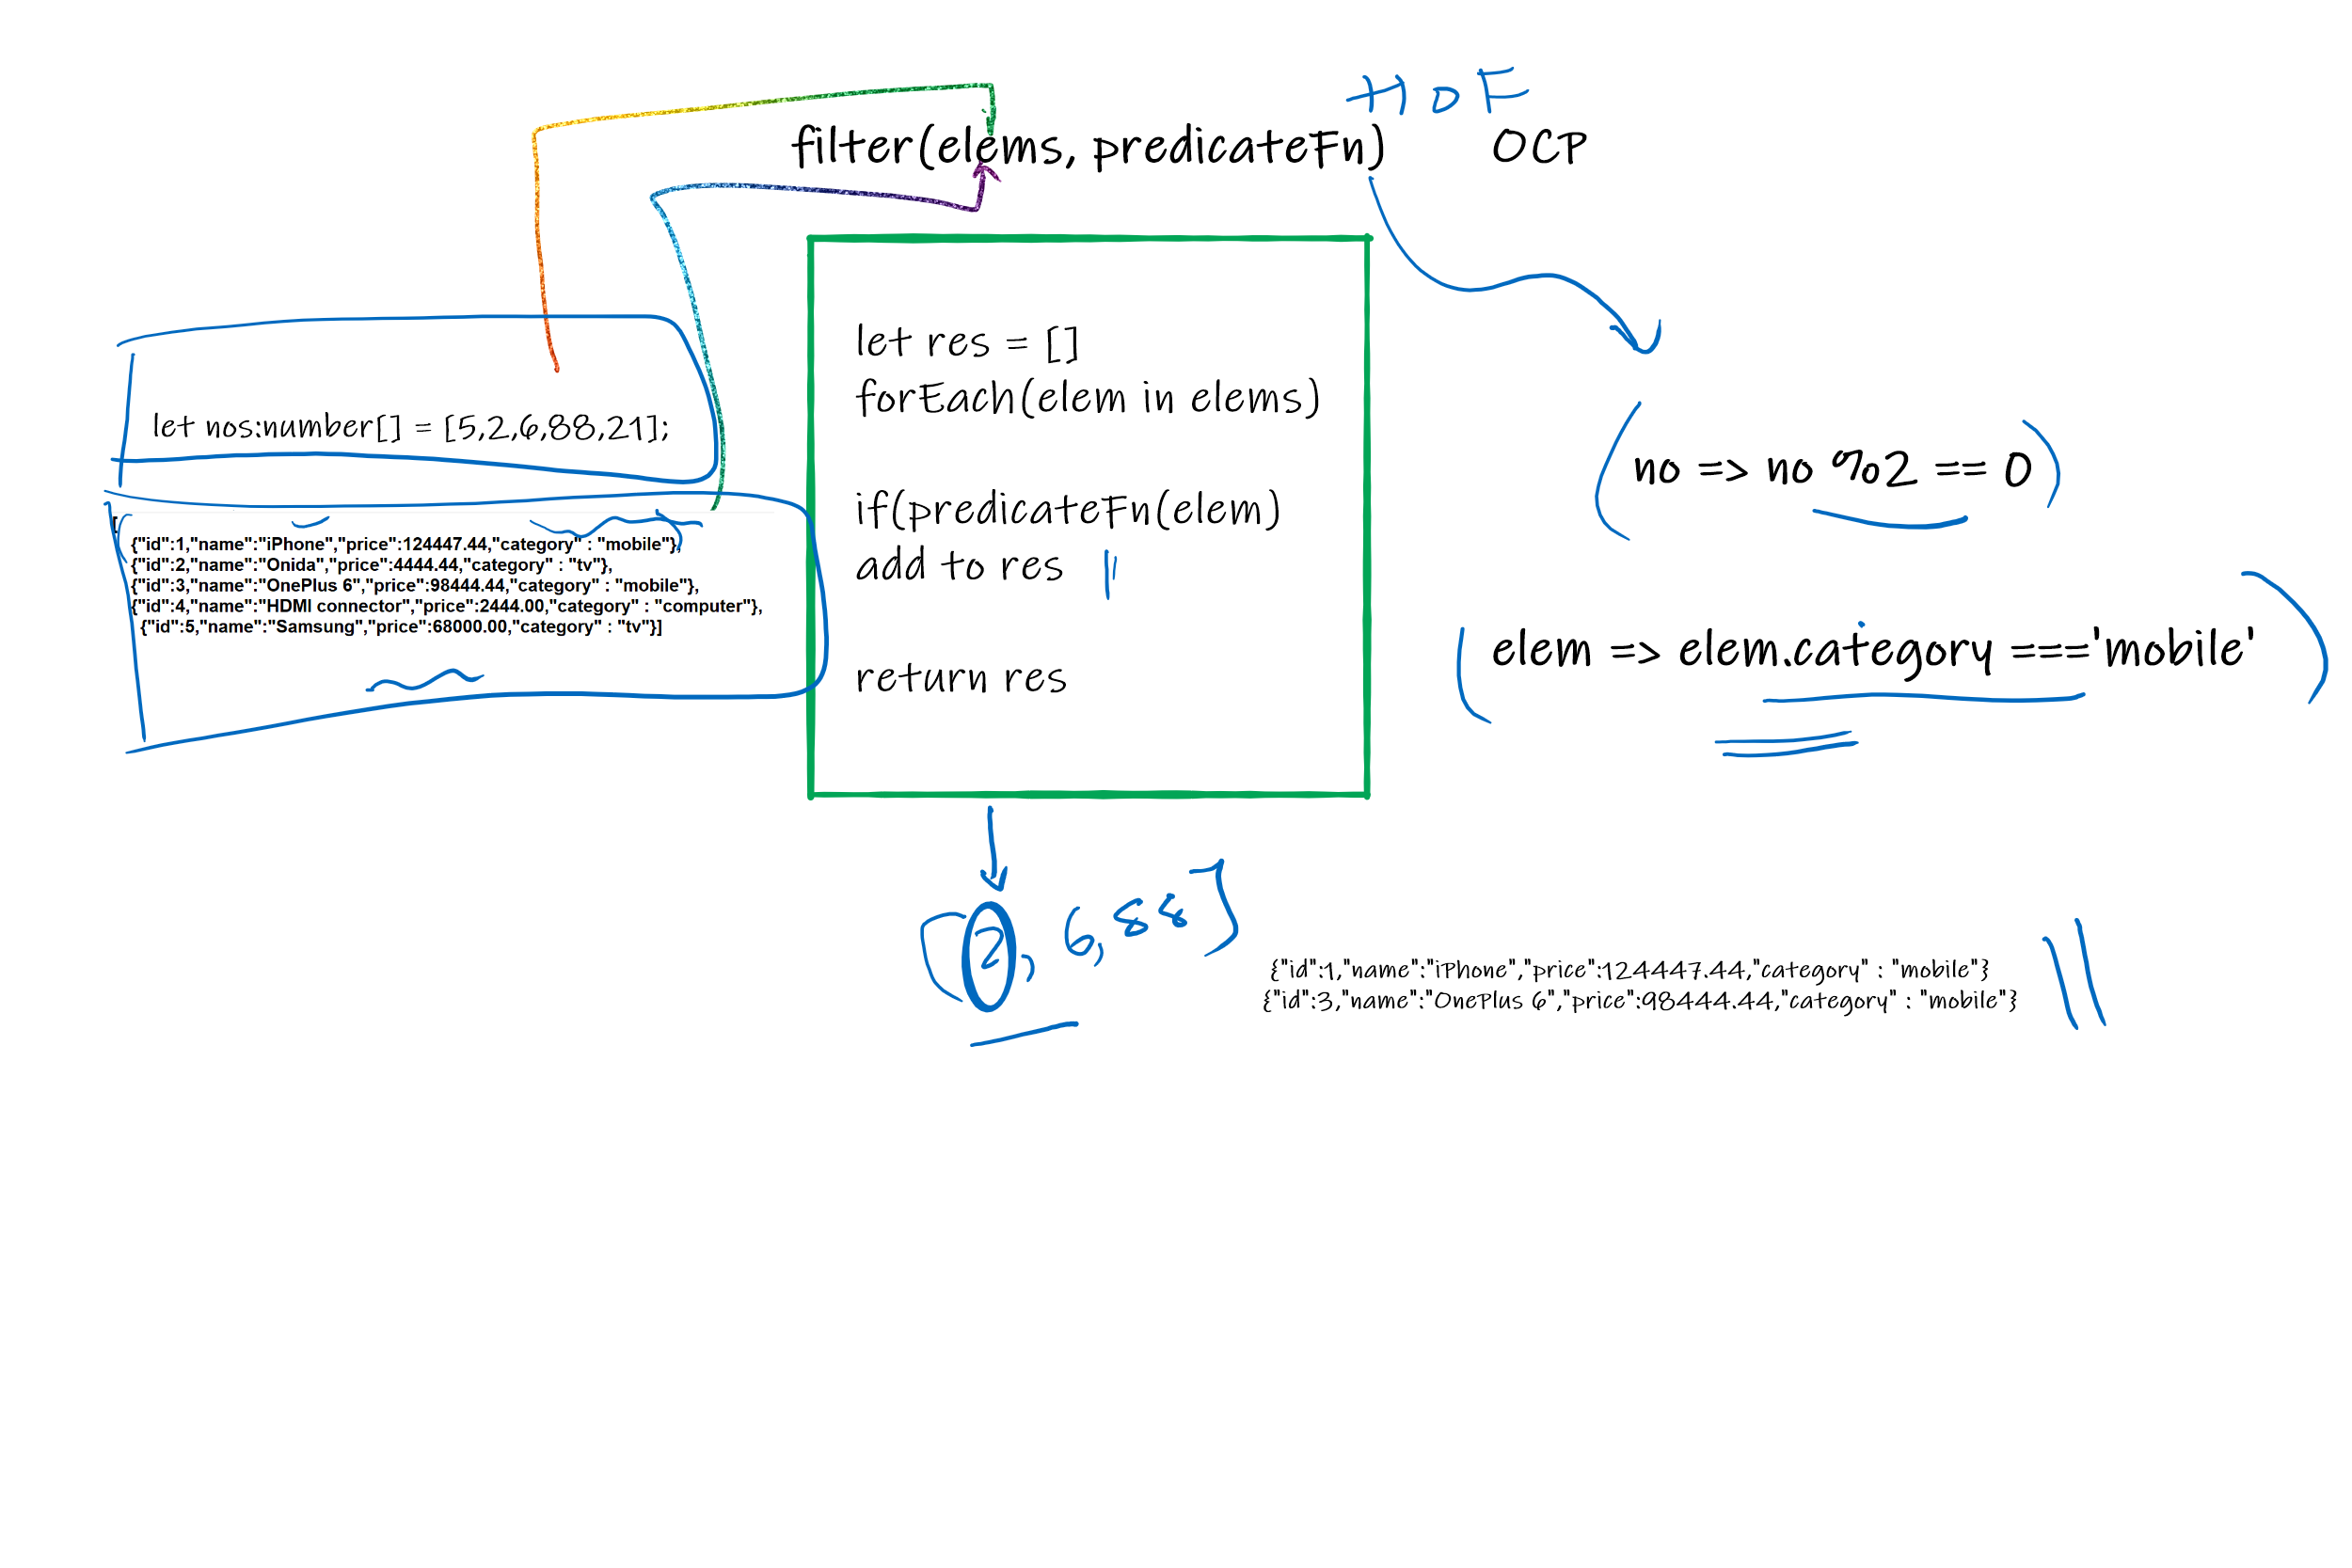 HOF
filter(elems, predicateFn)
OCP
let nos:number[] = [5,2,6,88,21];
[
{"id":1,"name":"iPhone","price":124447.44,"category" : "mobile"},
{"id":2,"name":"Onida","price":4444.44,"category" : "tv"},
{"id":3,"name":"OnePlus 6","price":98444.44,"category" : "mobile"},
{"id":4,"name":"HDMI connector","price":2444.00,"category" : "computer"},
{"id":5,"name":"Samsung","price":68000.00,"category" : "tv"}]
let res = []
forEach(elem in elems)
if(predicateFn(elem)
add to res
return res
(no => no %2 == 0)
(elem => elem.category ==='mobile')
[2, 6, 88]
{"id":1,"name":"iPhone","price":124447.44,"category" : "mobile"}
{"id":3,"name":"OnePlus 6","price":98444.44,"category" : "mobile"}